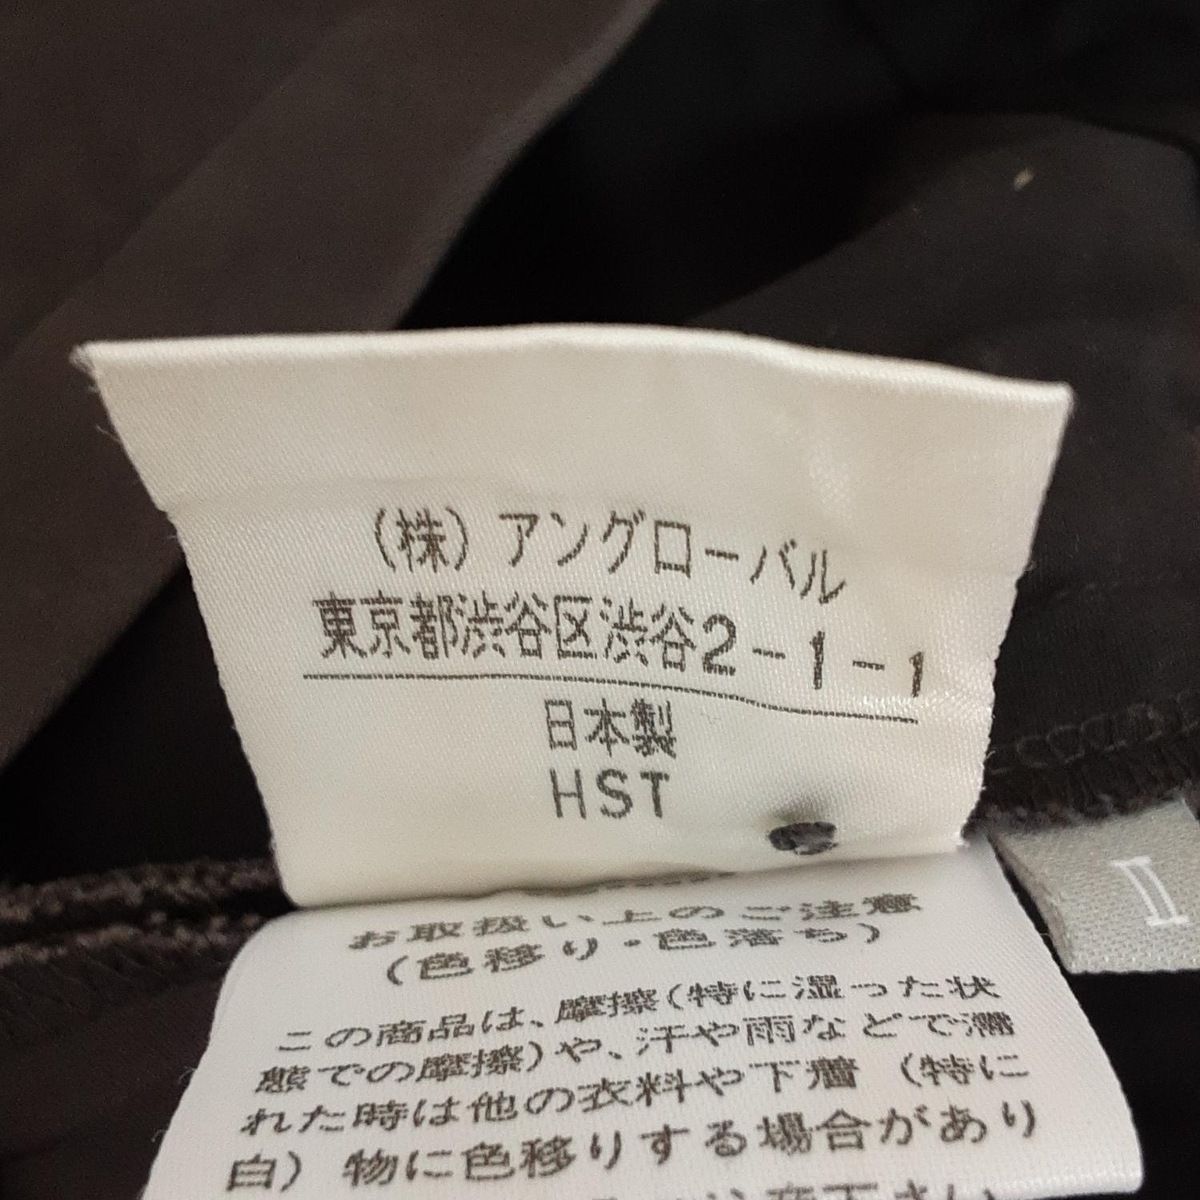 (株)アングローバル
東京都渋谷区渋谷2-1-1
日本製
HST
II
お取扱い上のご注意
(色移り・色落ち)
この商品は、摩擦(特に湿った状
態での摩擦)や、汗や雨などで濡
れた時は他の衣料や下着(特に
白)物に色移りする場合があり